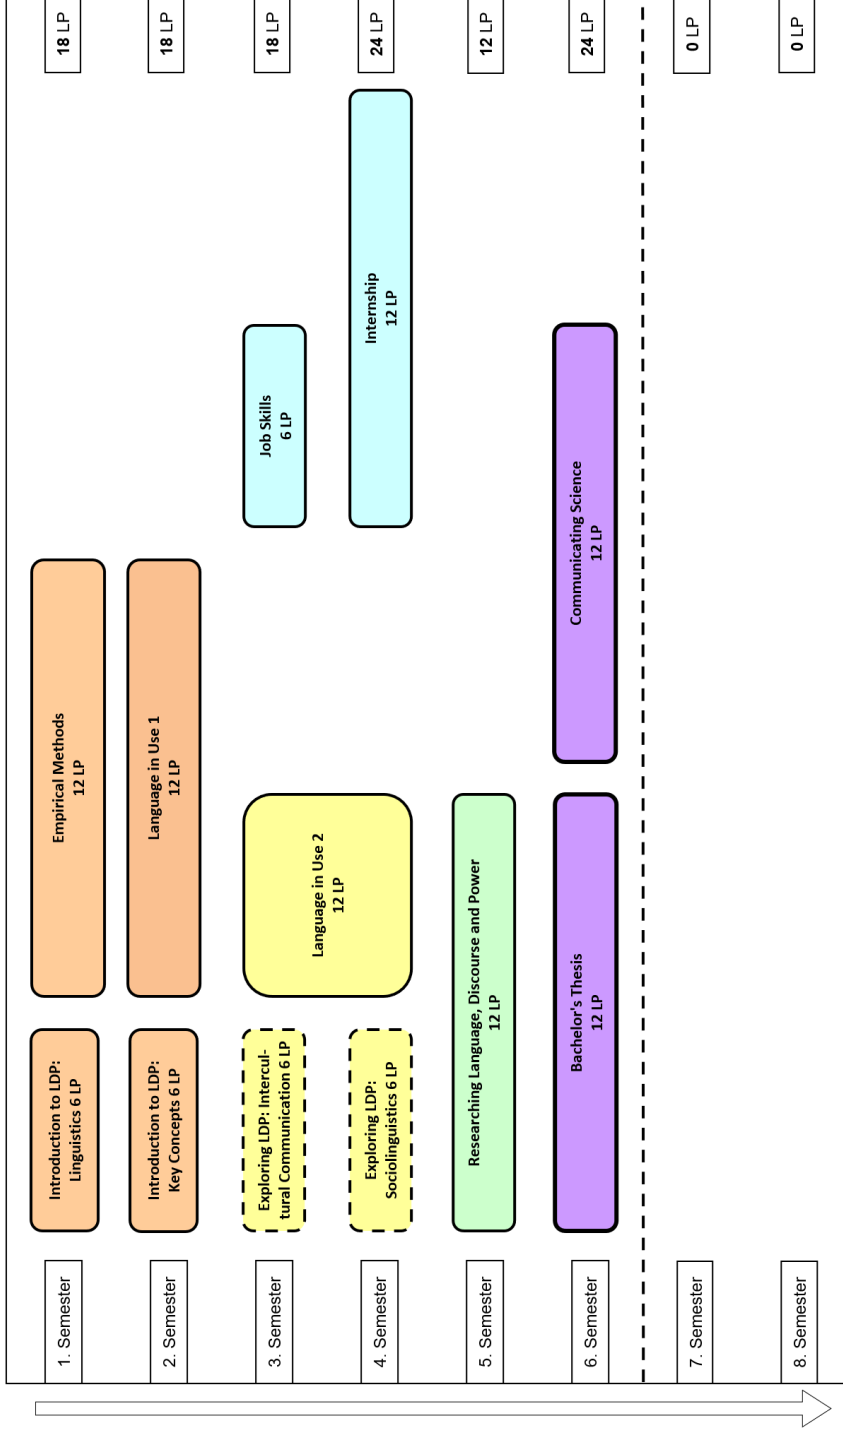 1. Semester
Introduction to LDP:
Linguistics 6 LP
Empirical Methods
12 LP
18 LP
2. Semester
Introduction to LDP:
Key Concepts 6 LP
Language in Use 1
12 LP
18 LP
3. Semester
Exploring LDP: Intercul-
tural Communication 6 LP
Language in Use 2
12 LP
Job Skills
6 LP
18 LP
4. Semester
Exploring LDP:
Sociolinguistics 6 LP
Internship
12 LP
24 LP
5. Semester
Researching Language, Discourse and Power
12 LP
12 LP
6. Semester
Bachelor's Thesis
12 LP
Communicating Science
12 LP
24 LP
7. Semester
0 LP
8. Semester
0 LP